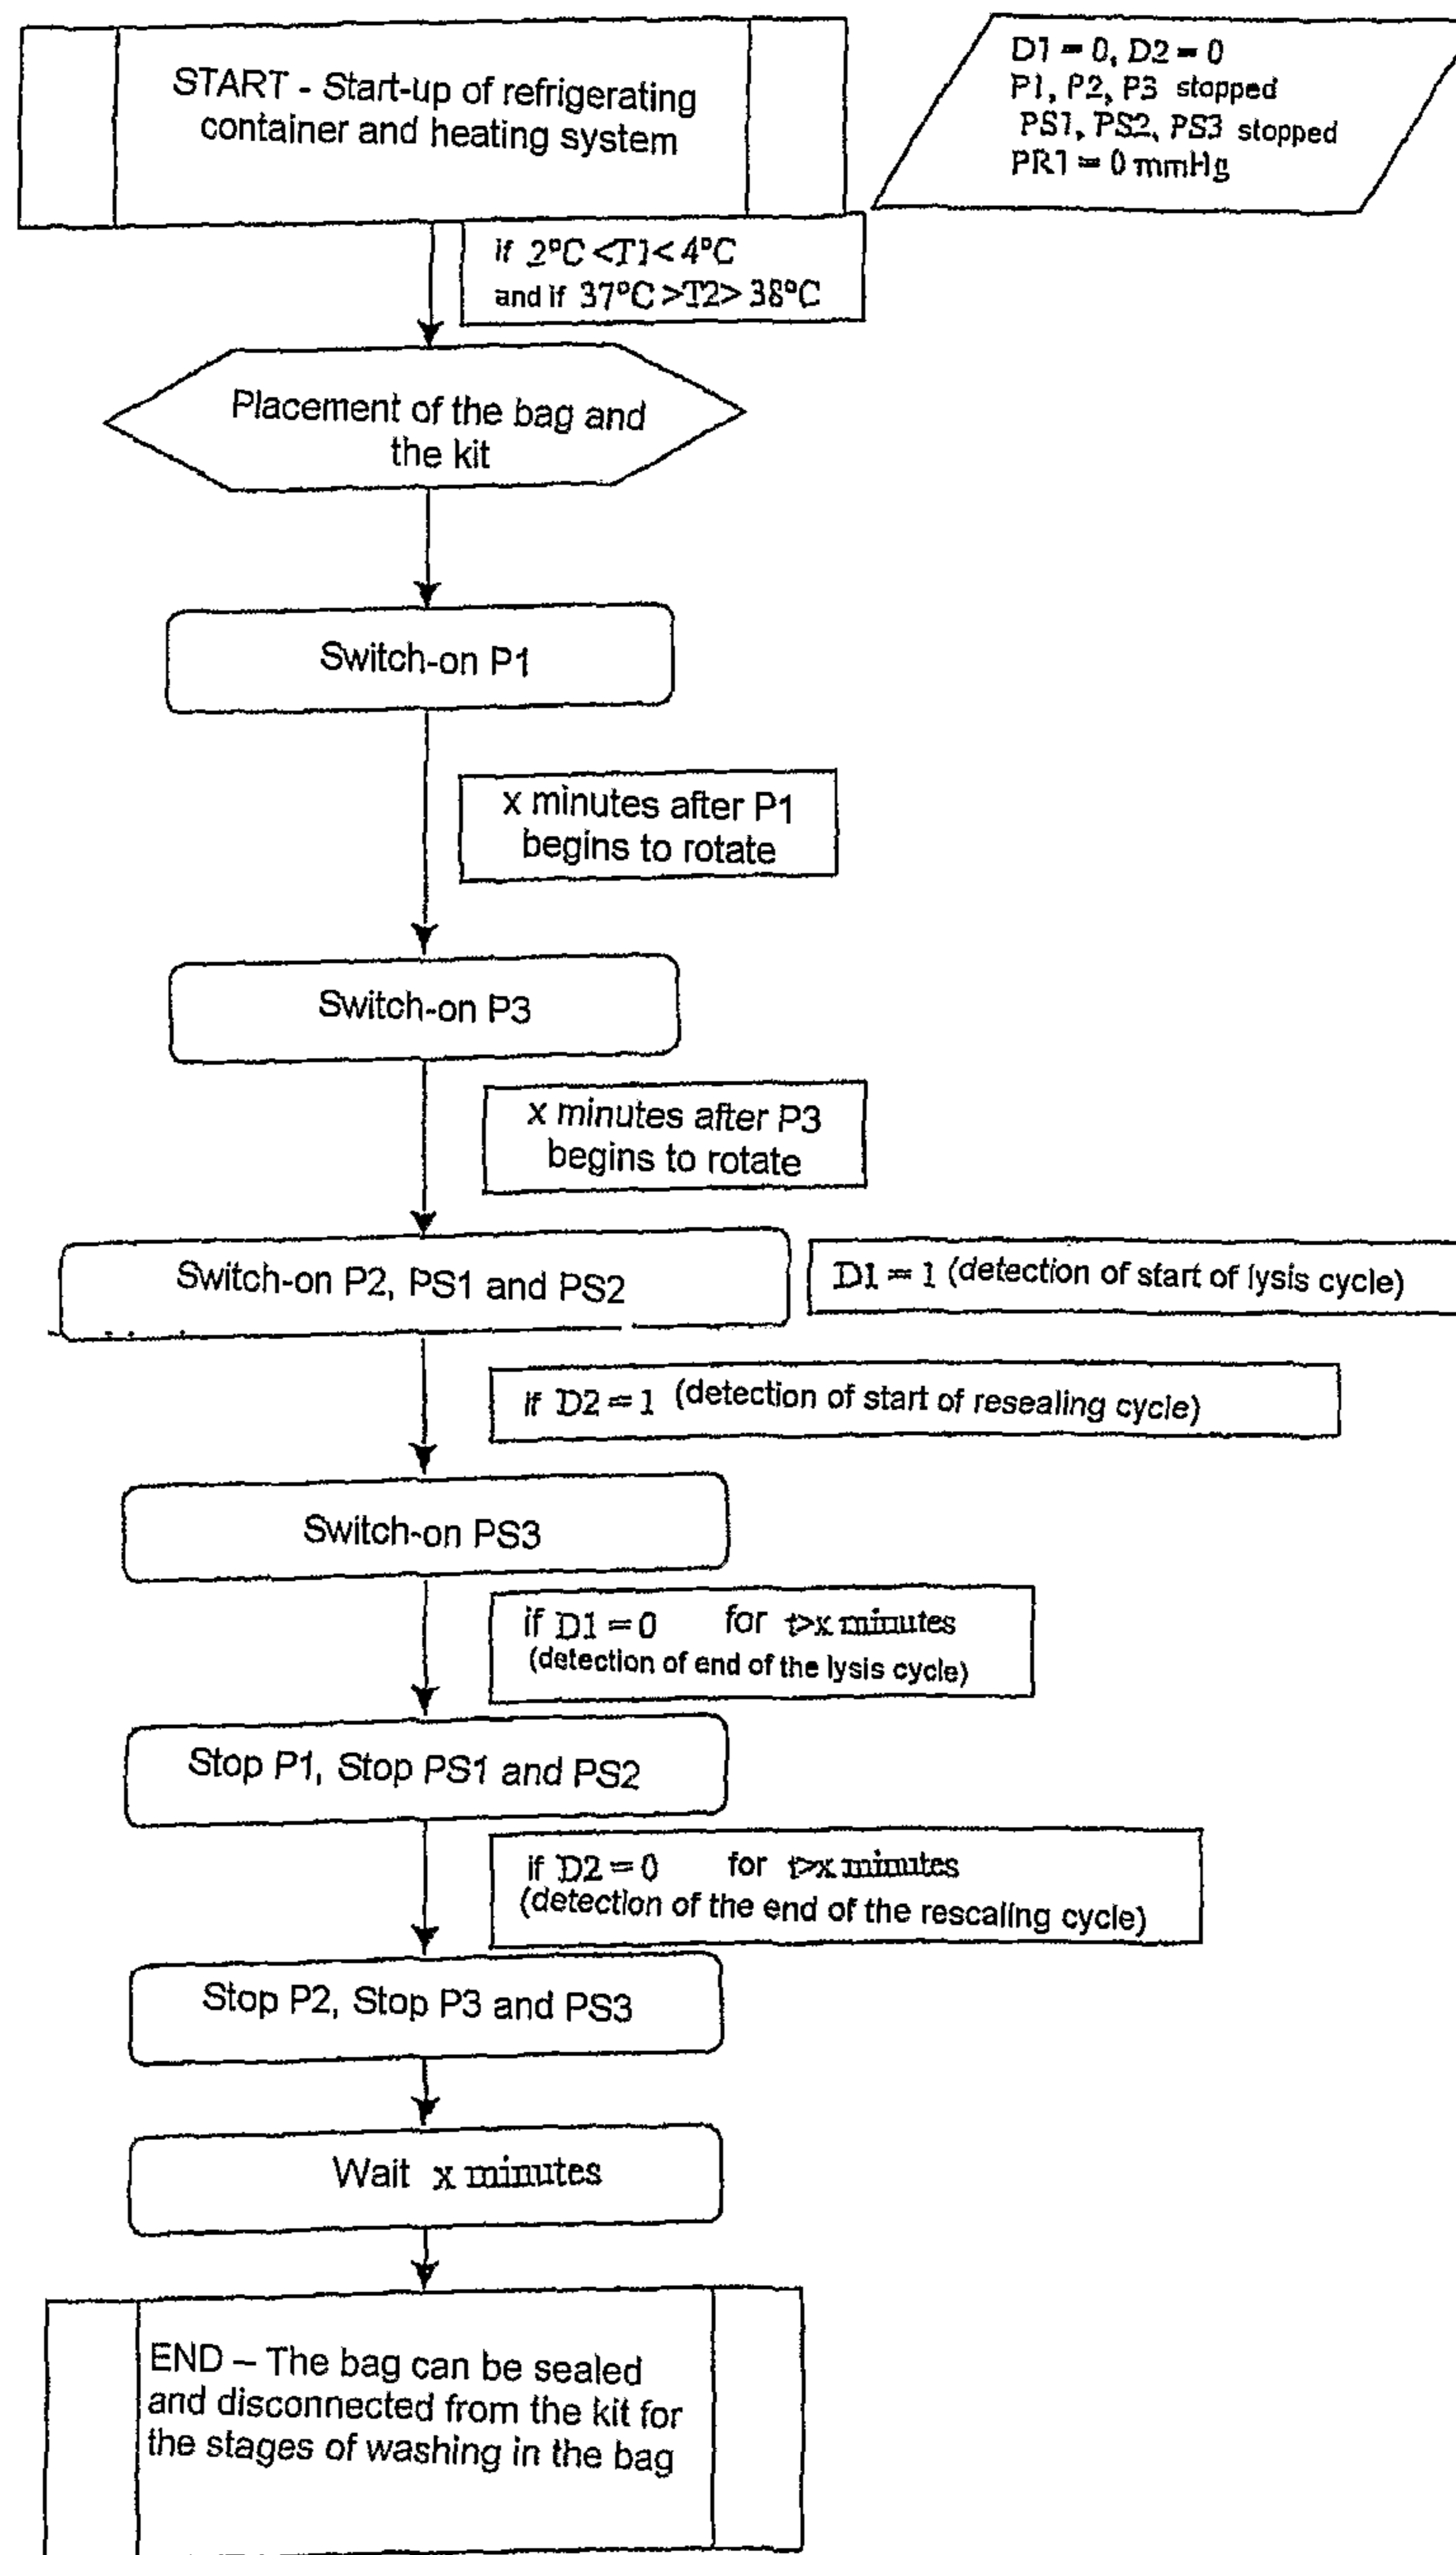 START - Start-up of refrigerating
container and heating system
D1 = 0, D2 = 0
P1, P2, P3 stopped
PS1, PS2, PS3 stopped
PR1 = 0 mmHg
if 2°C <T1< 4°C
and if 37°C >T2> 38°C
Placement of the bag and
the kit
Switch-on P1
x minutes after P1
begins to rotate
Switch-on P3
x minutes after P3
begins to rotate
Switch-on P2, PS1 and PS2
D1 = 1 (detection of start of lysis cycle)
if D2 = 1 (detection of start of resealing cycle)
Switch-on PS3
if D1 = 0 for t>x minutes
(detection of end of the lysis cycle)
Stop P1, Stop PS1 and PS2
if D2 = 0 for t>x minutes
(detection of the end of the rescaling cycle)
Stop P2, Stop P3 and PS3
Wait x minutes
END – The bag can be sealed
and disconnected from the kit for
the stages of washing in the bag